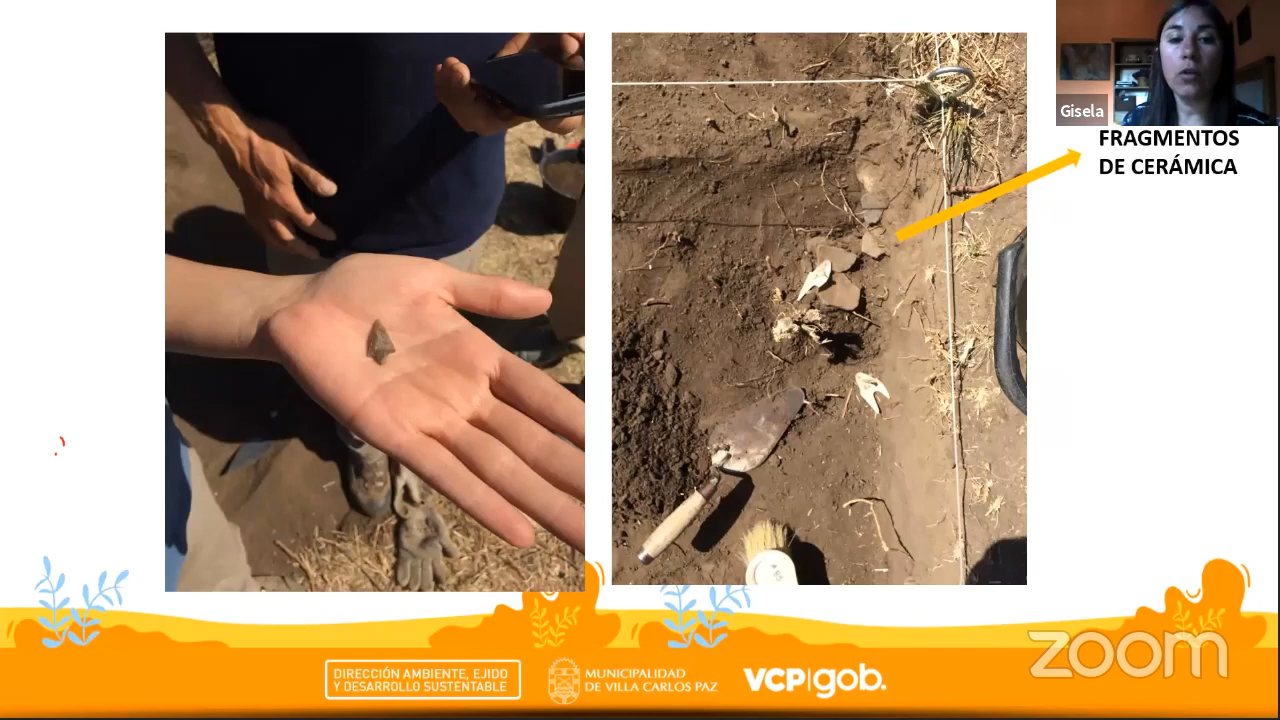 Gisela
FRAGMENTOS
DE CERÁMICA
DIRECCIÓN AMBIENTE, EJIDO
Y DESARROLLO SUSTENTABLE
MUNICIPALIDAD
DE VILLA CARLOS PAZ
VCP|gob.
zoom